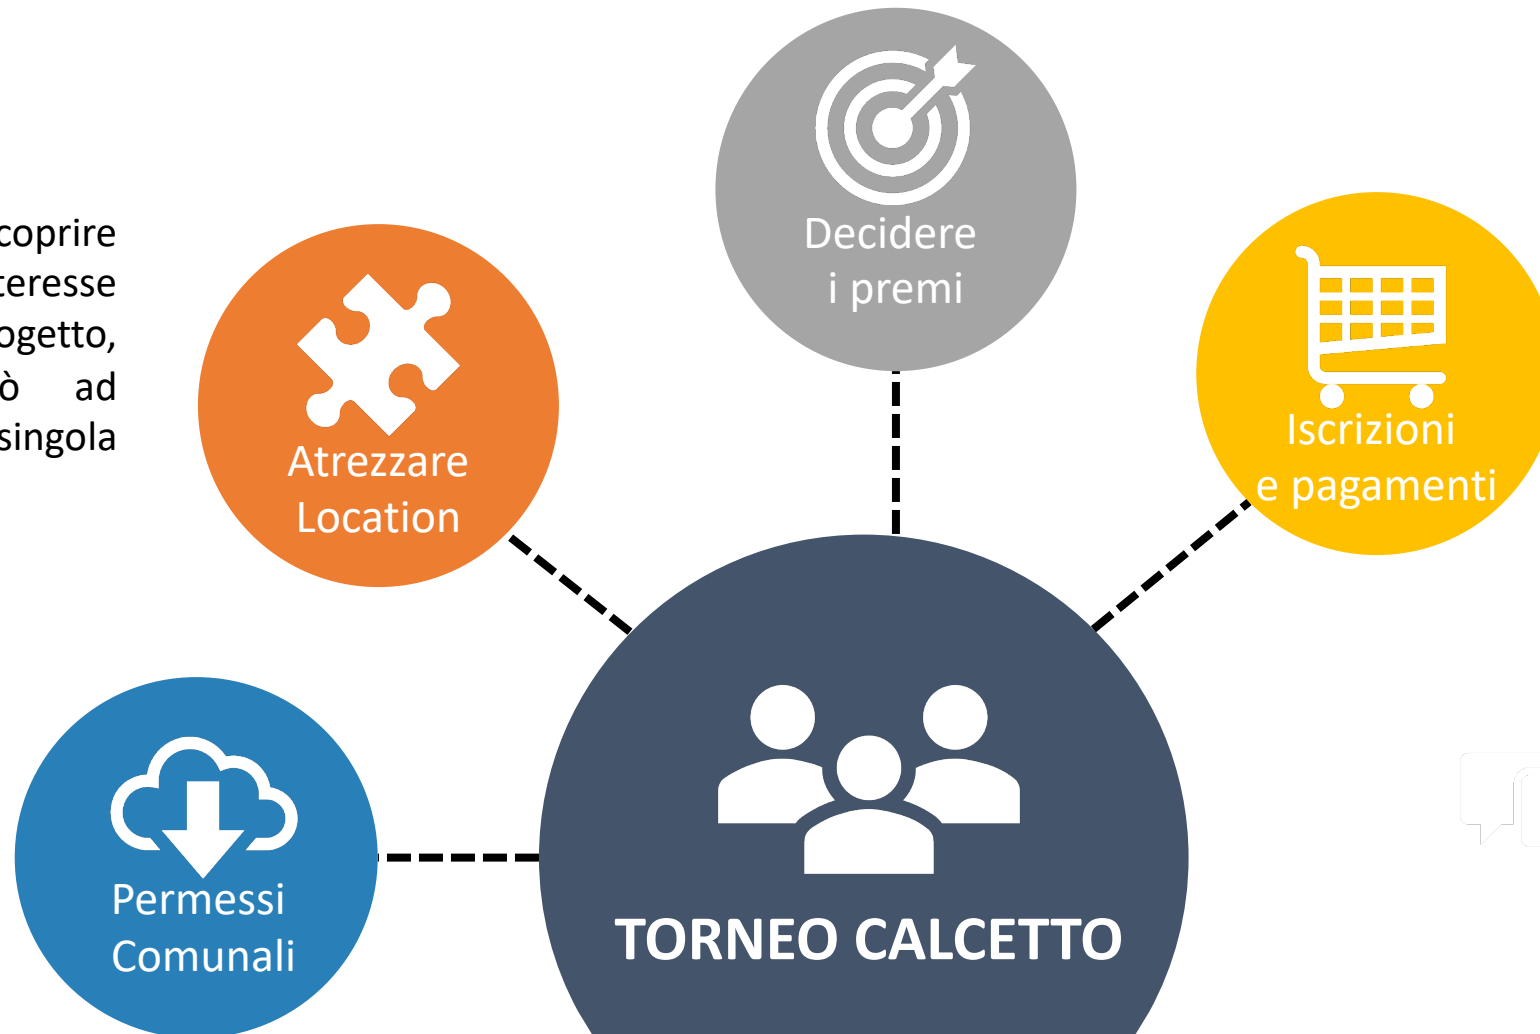 coprire
teresse
ogetto,
ò ad
singola
Decidere
i premi
Atrezzare
Location
Iscrizioni
e pagamenti
Permessi
Comunali
TORNEO CALCETTO